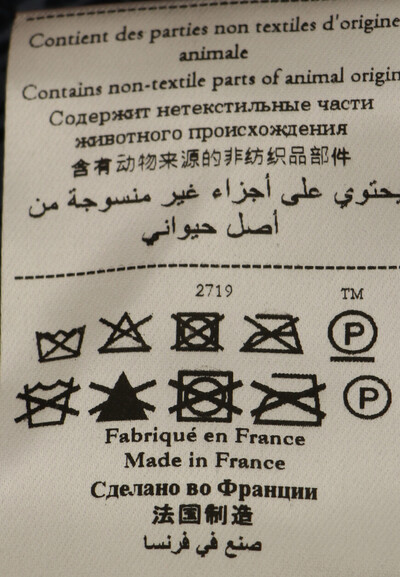 Contient des parties non textiles d'origine
animale
Contains non-textile parts of animal origin
Содержит нетекстильные части
животного происхождения
含有动物来源的非纺织品部件
يحتوي على أجزاء غير منسوجة من
أصل حيواني
2719 TM
P
P
Fabriqué en France
Made in France
Сделано во Франции
法国制造
صنع في فرنسا